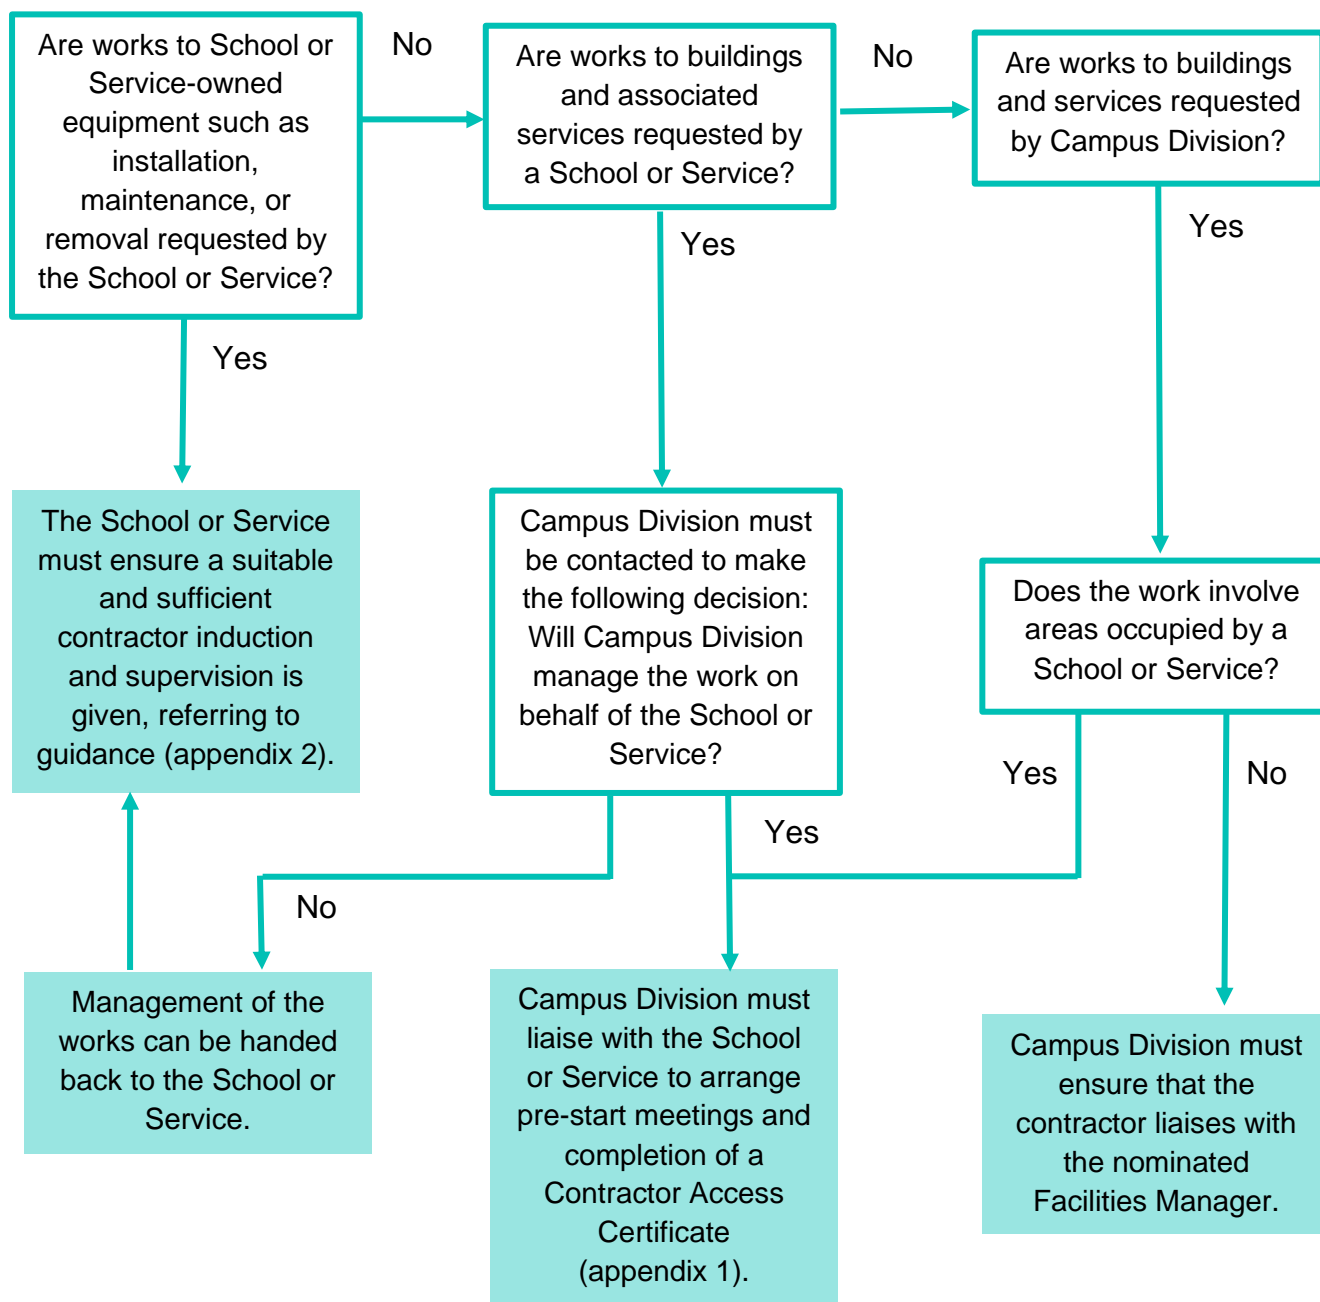 Are works to School or
Service-owned
equipment such as
installation,
maintenance, or
removal requested by
the School or Service?
No
Are works to buildings
and associated
services requested by
a School or Service?
No
Are works to buildings
and services requested
by Campus Division?
Yes
Yes
Yes
The School or Service
must ensure a suitable
and sufficient
contractor induction
and supervision is
given, referring to
guidance (appendix 2).
Campus Division must
be contacted to make
the following decision:
Will Campus Division
manage the work on
behalf of the School or
Service?
Does the work involve
areas occupied by a
School or Service?
No
Yes
Yes
No
Management of the
works can be handed
back to the School or
Service.
Campus Division must
liaise with the School
or Service to arrange
pre-start meetings and
completion of a
Contractor Access
Certificate
(appendix 1).
Campus Division must
ensure that the
contractor liaises with
the nominated
Facilities Manager.